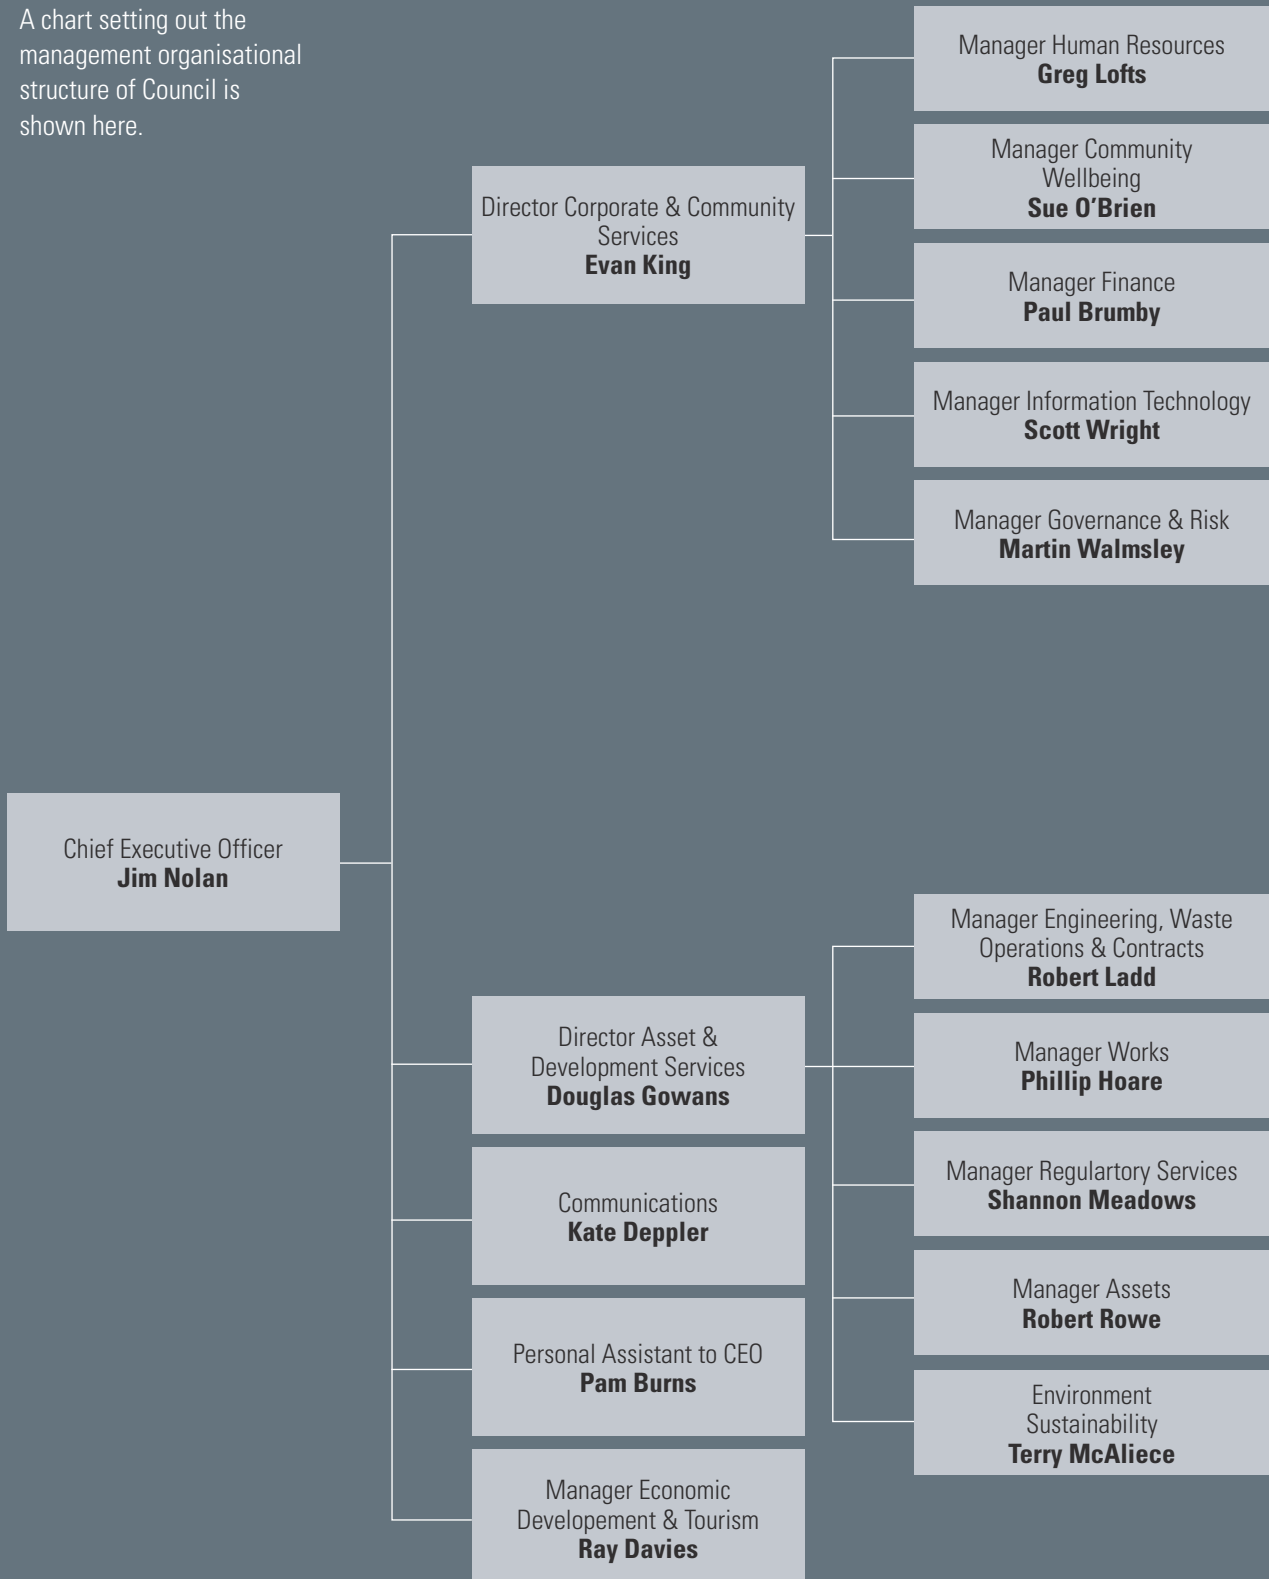 A chart setting out the
management organisational
structure of Council is
shown here.
Manager Human Resources
Greg Lofts
Manager Community
Wellbeing
Sue O'Brien
Director Corporate & Community
Services
Evan King
Manager Finance
Paul Brumby
Manager Information Technology
Scott Wright
Manager Governance & Risk
Martin Walmsley
Chief Executive Officer
Jim Nolan
Manager Engineering, Waste
Operations & Contracts
Robert Ladd
Director Asset &
Development Services
Douglas Gowans
Manager Works
Phillip Hoare
Manager Regulartory Services
Shannon Meadows
Communications
Kate Deppler
Manager Assets
Robert Rowe
Personal Assistant to CEO
Pam Burns
Environment
Sustainability
Terry McAliece
Manager Economic
Developement & Tourism
Ray Davies